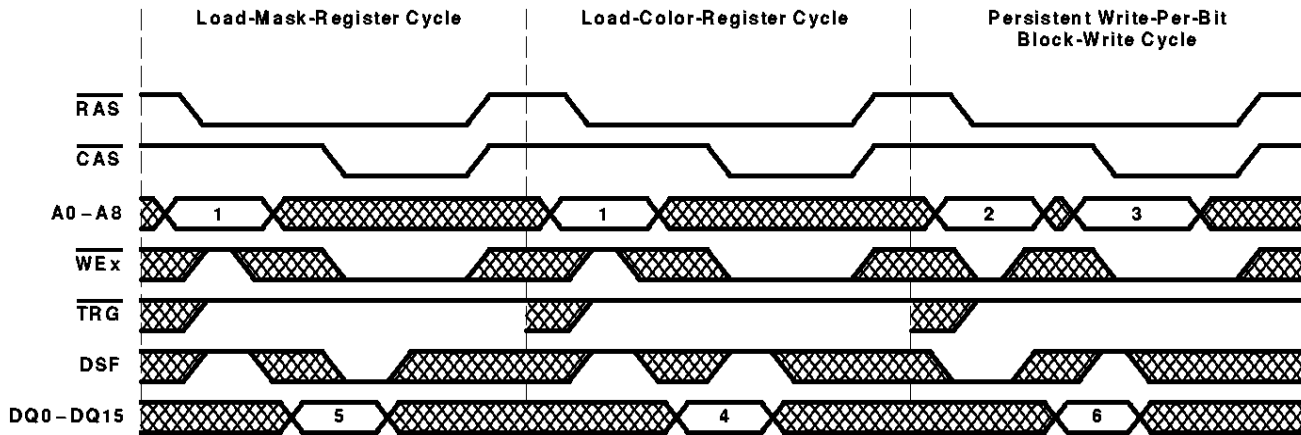 Load-Mask-Register Cycle
Load-Color-Register Cycle
Persistent Write-Per-Bit
Block-Write Cycle
RAS
CAS
A0–A8
1
1
2
3
WEx
TRG
DSF
DQ0–DQ15
5
4
6